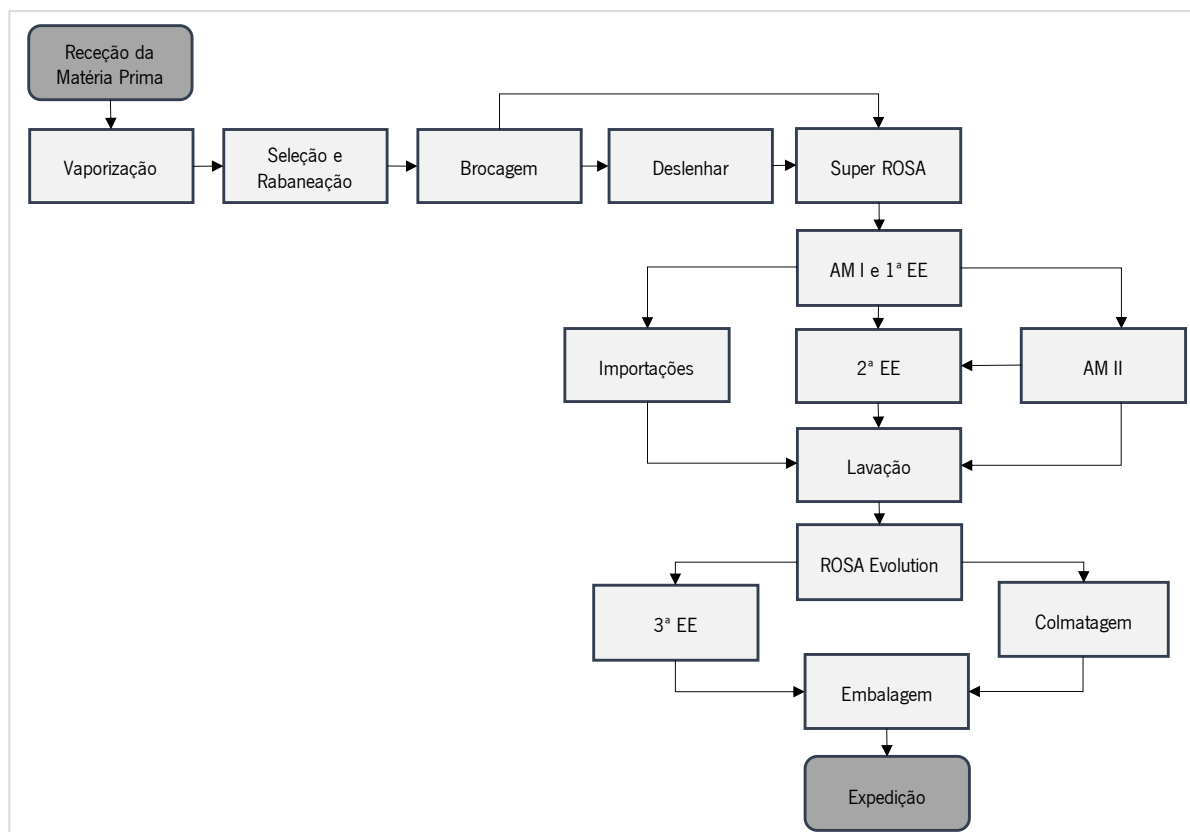 Receção da
Matéria Prima
Vaporização
Seleção e
Rabaneação
Brocagem
Deslenhar
Super ROSA
AM I e 1ª EE
Importações
2ª EE
AM II
Lavação
ROSA Evolution
3ª EE
Colmatagem
Embalagem
Expedição